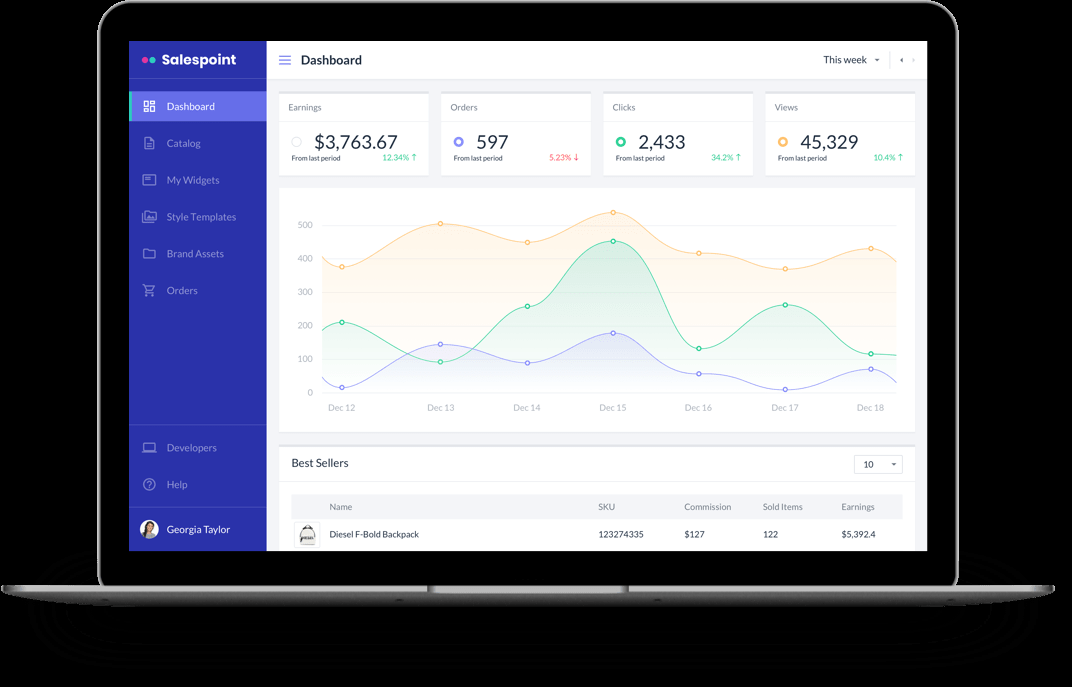 Salespoint
Dashboard
This week
Dashboard
Catalog
My Widgets
Style Templates
Brand Assets
Orders
Developers
Help
Georgia Taylor
Earnings
$3,763.67
From last period 12.34% ↑
Orders
597
From last period 5.23% ↓
Clicks
2,433
From last period 34.2% ↑
Views
45,329
From last period 10.4% ↑
500
400
300
200
100
0
Dec 12 Dec 13 Dec 14 Dec 15 Dec 16 Dec 17 Dec 18
Best Sellers
10
Name SKU Commission Sold Items Earnings
Diesel F-Bold Backpack 123274335 $127 122 $5,392.4